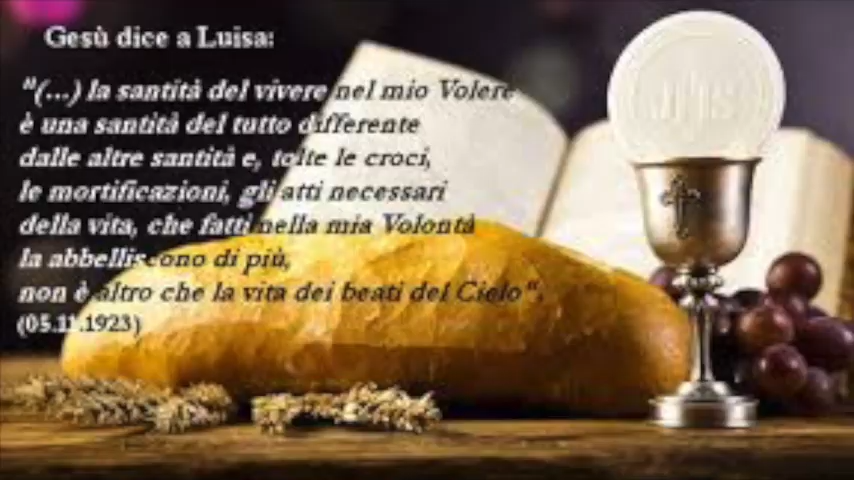 Gesù dice a Luisa:
"(...) la santità del vivere nel mio Volere
è una santità del tutto differente
dalle altre santità e, tolte le croci,
le mortificazioni, gli atti necessari
della vita, che fatti nella mia Volontà
la abbelliscono di più,
non è altro che la vita dei beati del Cielo".
(05.11.1923)